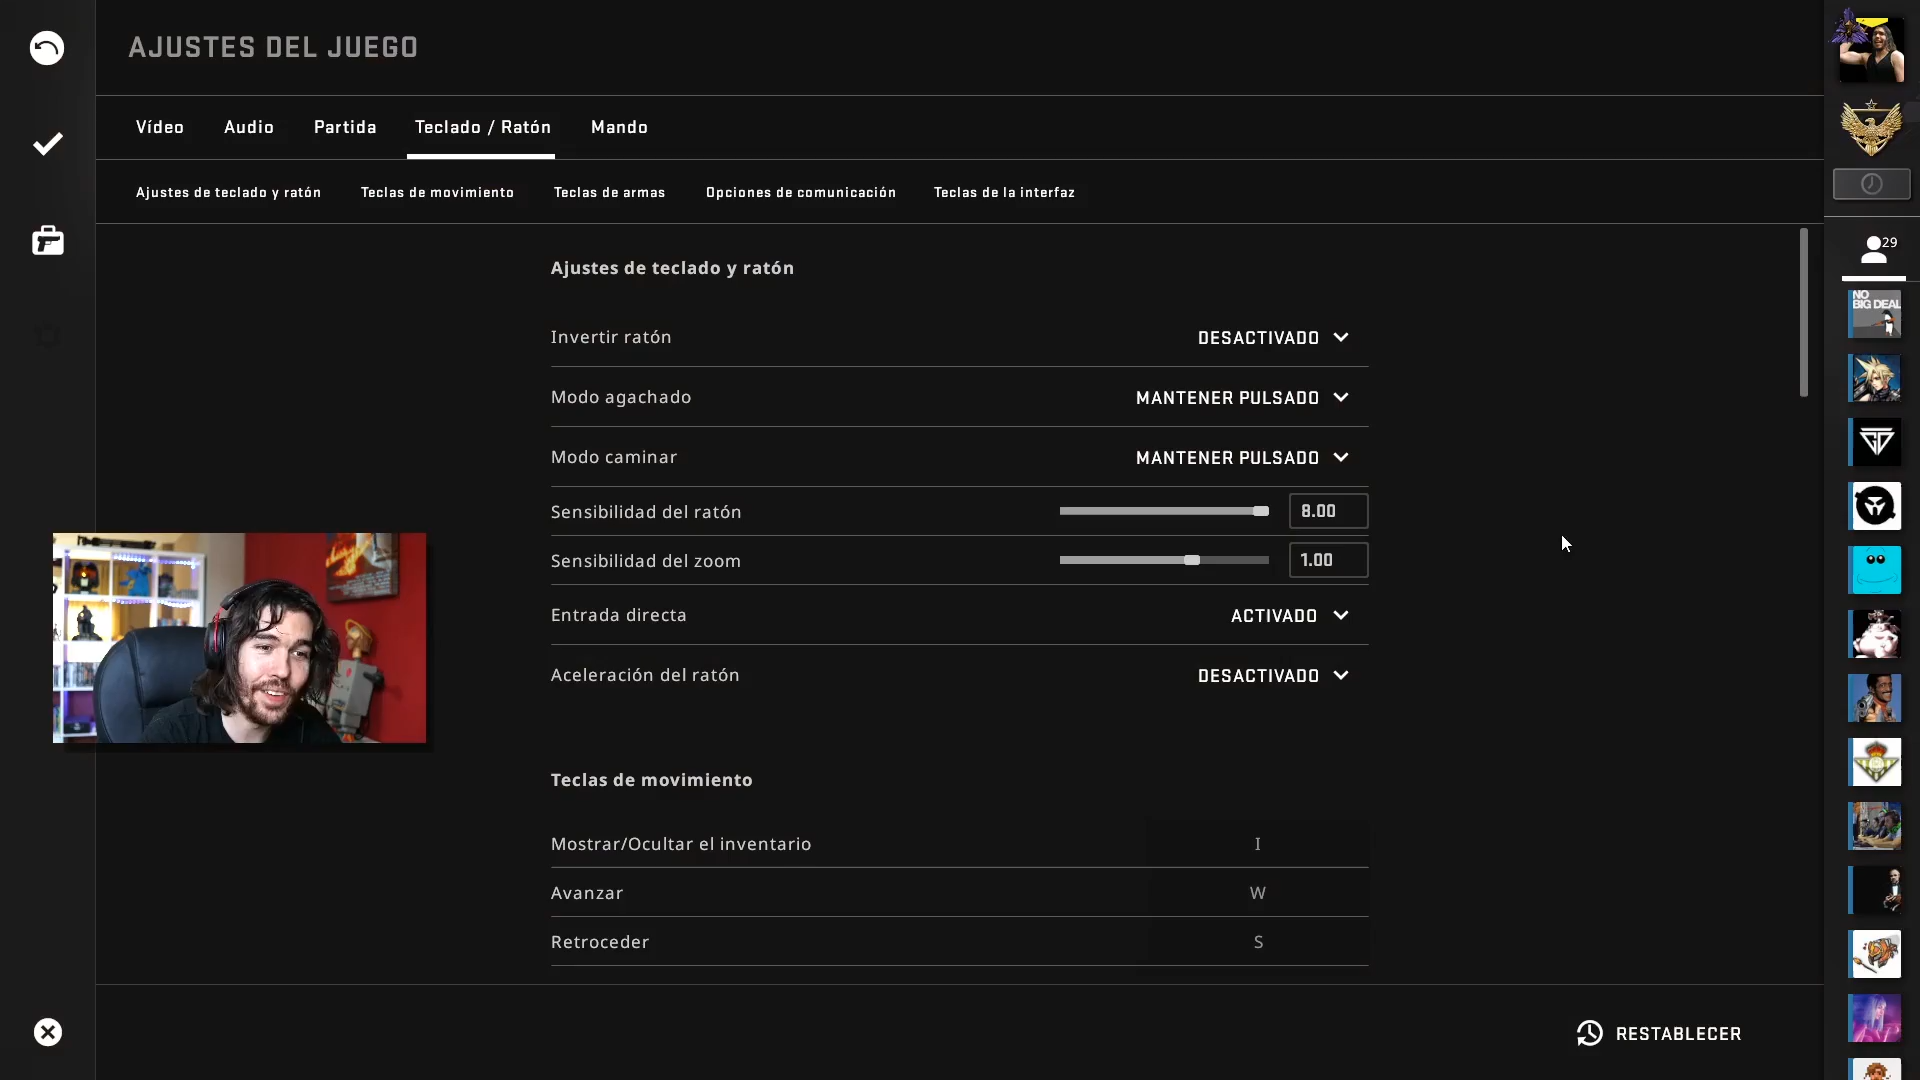 AJUSTES DEL JUEGO
Vídeo Audio Partida Teclado / Ratón Mando
Ajustes de teclado y ratón Teclas de movimiento Teclas de armas Opciones de comunicación Teclas de la interfaz
29
NO
BIG DEAL
Ajustes de teclado y ratón
Invertir ratón DESACTIVADO
Modo agachado MANTENER PULSADO
Modo caminar MANTENER PULSADO
Sensibilidad del ratón 8.00
Sensibilidad del zoom 1.00
Entrada directa ACTIVADO
Aceleración del ratón DESACTIVADO
Teclas de movimiento
Mostrar/Ocultar el inventario I
Avanzar W
Retroceder S
RESTABLECER